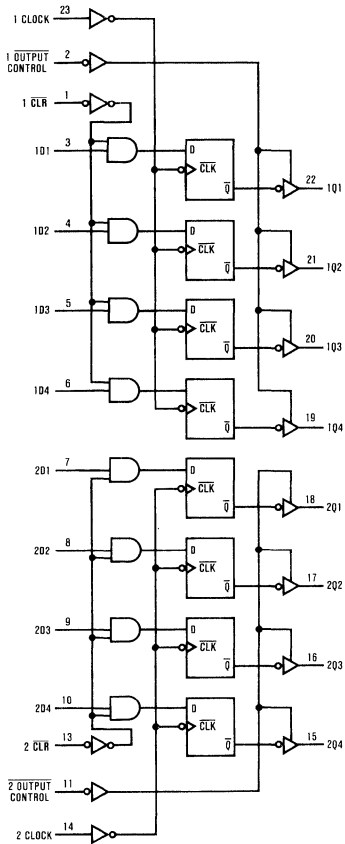 23
1 CLOCK
2
1 OUTPUT
CONTROL
1
1 CLR
3
1D1
D
CLK
Q
22
1Q1
4
1D2
D
CLK
Q
21
1Q2
5
1D3
D
CLK
Q
20
1Q3
6
1D4
D
CLK
Q
19
1Q4
7
2D1
D
CLK
Q
18
2Q1
8
2D2
D
CLK
Q
17
2Q2
9
2D3
D
CLK
Q
16
2Q3
10
2D4
D
CLK
Q
15
2Q4
13
2 CLR
11
2 OUTPUT
CONTROL
14
2 CLOCK